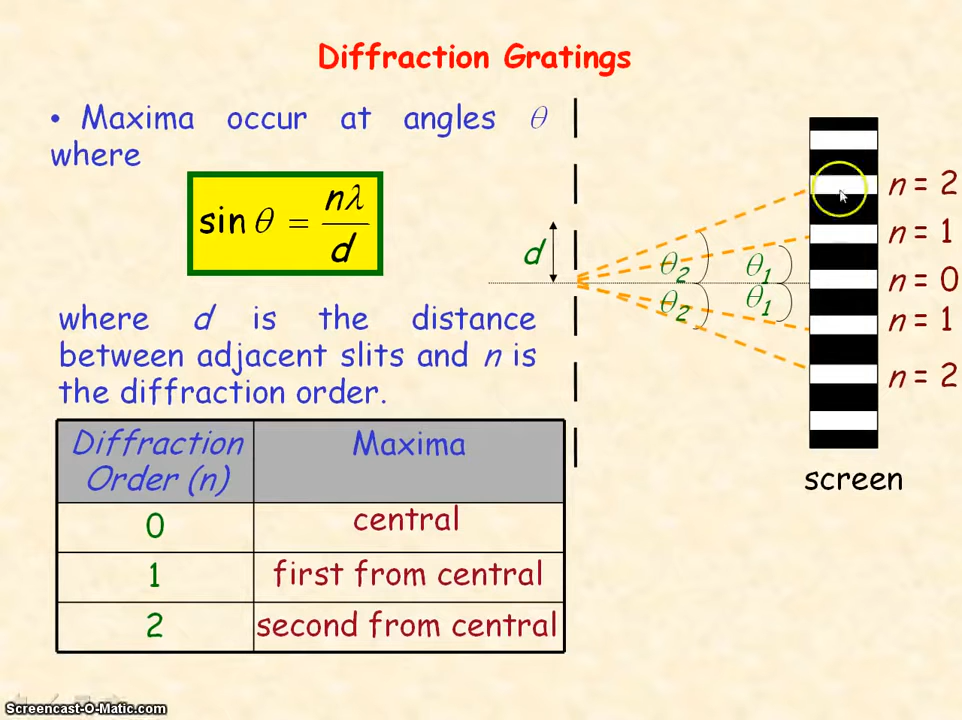 Diffraction Gratings
• Maxima occur at angles θ
where
sin θ = nλ / d
where d is the distance
between adjacent slits and n is
the diffraction order.
Diffraction Order (n) Maxima
0 central
1 first from central
2 second from central
d
θ2 θ1
θ2 θ1
n = 2
n = 1
n = 0
n = 1
n = 2
screen
Screencast-O-Matic.com